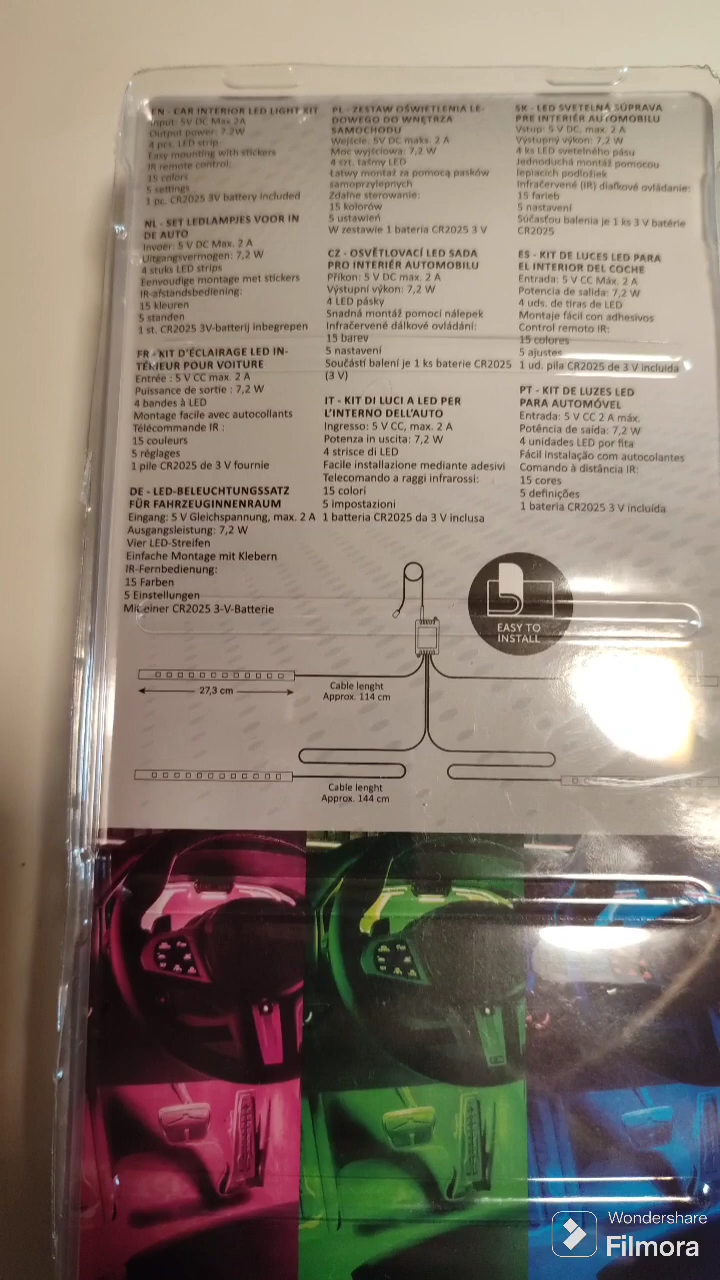 EN - CAR INTERIOR LED LIGHT KIT
Input: 5V DC Max 2A
Output power: 7.2W
4 pcs. LED strip
Easy mounting with stickers
IR remote control:
15 colors
5 settings
1 pc. CR2025 3V battery included
NL - SET LEDLAMPJES VOOR IN
DE AUTO
Invoer: 5 V DC Max. 2 A
Uitgangsvermogen: 7,2 W
4 stuks LED strips
Eenvoudige montage met stickers
IR-afstandsbediening:
15 kleuren
5 standen
1 st. CR2025 3V-batterij inbegrepen
FR - KIT D'ÉCLAIRAGE LED IN-
TÉRIEUR POUR VOITURE
Entrée : 5 V CC max. 2 A
Puissance de sortie : 7,2 W
4 bandes à LED
Montage facile avec autocollants
Télécommande IR :
15 couleurs
5 réglages
1 pile CR2025 de 3 V fournie
DE - LED-BELEUCHTUNGSSATZ
FÜR FAHRZEUGINNENRAUM
Eingang: 5 V Gleichspannung, max. 2 A
Ausgangsleistung: 7,2 W
Vier LED-Streifen
Einfache Montage mit Klebern
IR-Fernbedienung:
15 Farben
5 Einstellungen
Mit einer CR2025 3-V-Batterie
PL - ZESTAW OŚWIETLENIA LE-
DOWEGO DO WNĘTRZA
SAMOCHODU
Wejście: 5V DC maks. 2 A
Moc wyjściowa: 7,2 W
4 szt. taśmy LED
Łatwy montaż za pomocą pasków
samoprzylepnych
Zdalne sterowanie:
15 kolorów
5 ustawień
W zestawie 1 bateria CR2025 3 V
CZ - OSVĚTLOVACÍ LED SADA
PRO INTERIÉR AUTOMOBILU
Příkon: 5 V DC max. 2 A
Výstupní výkon: 7,2 W
4 LED pásky
Snadná montáž pomocí nálepek
Infračervené dálkové ovládání:
15 barev
5 nastavení
Součástí balení je 1 ks baterie CR2025
(3 V)
IT - KIT DI LUCI A LED PER
L'INTERNO DELL'AUTO
Ingresso: 5 V CC, max. 2 A
Potenza in uscita: 7,2 W
4 strisce di LED
Facile installazione mediante adesivi
Telecomando a raggi infrarossi:
15 colori
5 impostazioni
1 batteria CR2025 da 3 V inclusa
SK - LED SVETELNÁ SÚPRAVA
PRE INTERIÉR AUTOMOBILU
Vstup: 5 V DC, max. 2 A
Výstupný výkon: 7,2 W
4 ks LED svetelného pásu
Jednoduchá montáž pomocou
lepiacich podložiek
Infračervené (IR) diaľkové ovládanie:
15 farieb
5 nastavení
Súčasťou balenia je 1 ks 3 V batérie
CR2025
ES - KIT DE LUCES LED PARA
EL INTERIOR DEL COCHE
Entrada: 5 V CC Máx. 2 A
Potencia de salida: 7,2 W
4 uds. de tiras de LED
Montaje fácil con adhesivos
Control remoto IR:
15 colores
5 ajustes
1 ud. pila CR2025 de 3 V incluida
PT - KIT DE LUZES LED
PARA AUTOMÓVEL
Entrada: 5 V CC 2 A máx.
Potência de saída: 7,2 W
4 unidades LED por fita
Fácil instalação com autocolantes
Comando à distância IR:
15 cores
5 definições
1 bateria CR2025 3 V incluída
EASY TO
INSTALL
27,3 cm
Cable lenght
Approx. 114 cm
Cable lenght
Approx. 144 cm
Wondershare
Filmora